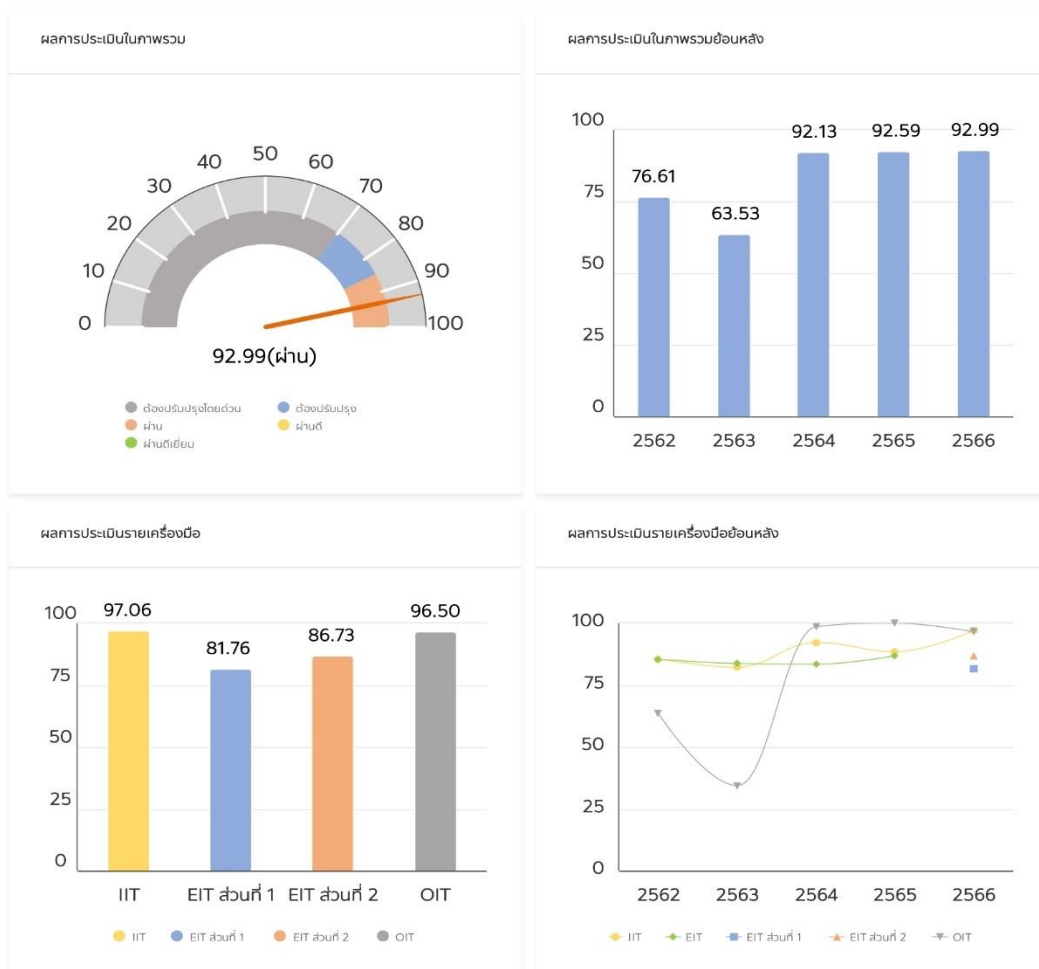 ผลการประเมินในภาพรวม
50
40
60
30
70
20
80
10
90
0
100
92.99(ผ่าน)
ต้องปรับปรุงโดยด่วน
ต้องปรับปรุง
ผ่าน
ผ่านดี
ผ่านดีเยี่ยม
ผลการประเมินในภาพรวมย้อนหลัง
100
75
50
25
0
76.61
63.53
92.13
92.59
92.99
2562
2563
2564
2565
2566
ผลการประเมินรายเครื่องมือ
100
75
50
25
0
97.06
81.76
86.73
96.50
IIT
EIT ส่วนที่ 1
EIT ส่วนที่ 2
OIT
IIT
EIT ส่วนที่ 1
EIT ส่วนที่ 2
OIT
ผลการประเมินรายเครื่องมือย้อนหลัง
100
75
50
25
0
2562
2563
2564
2565
2566
IIT
EIT
EIT ส่วนที่ 1
EIT ส่วนที่ 2
OIT